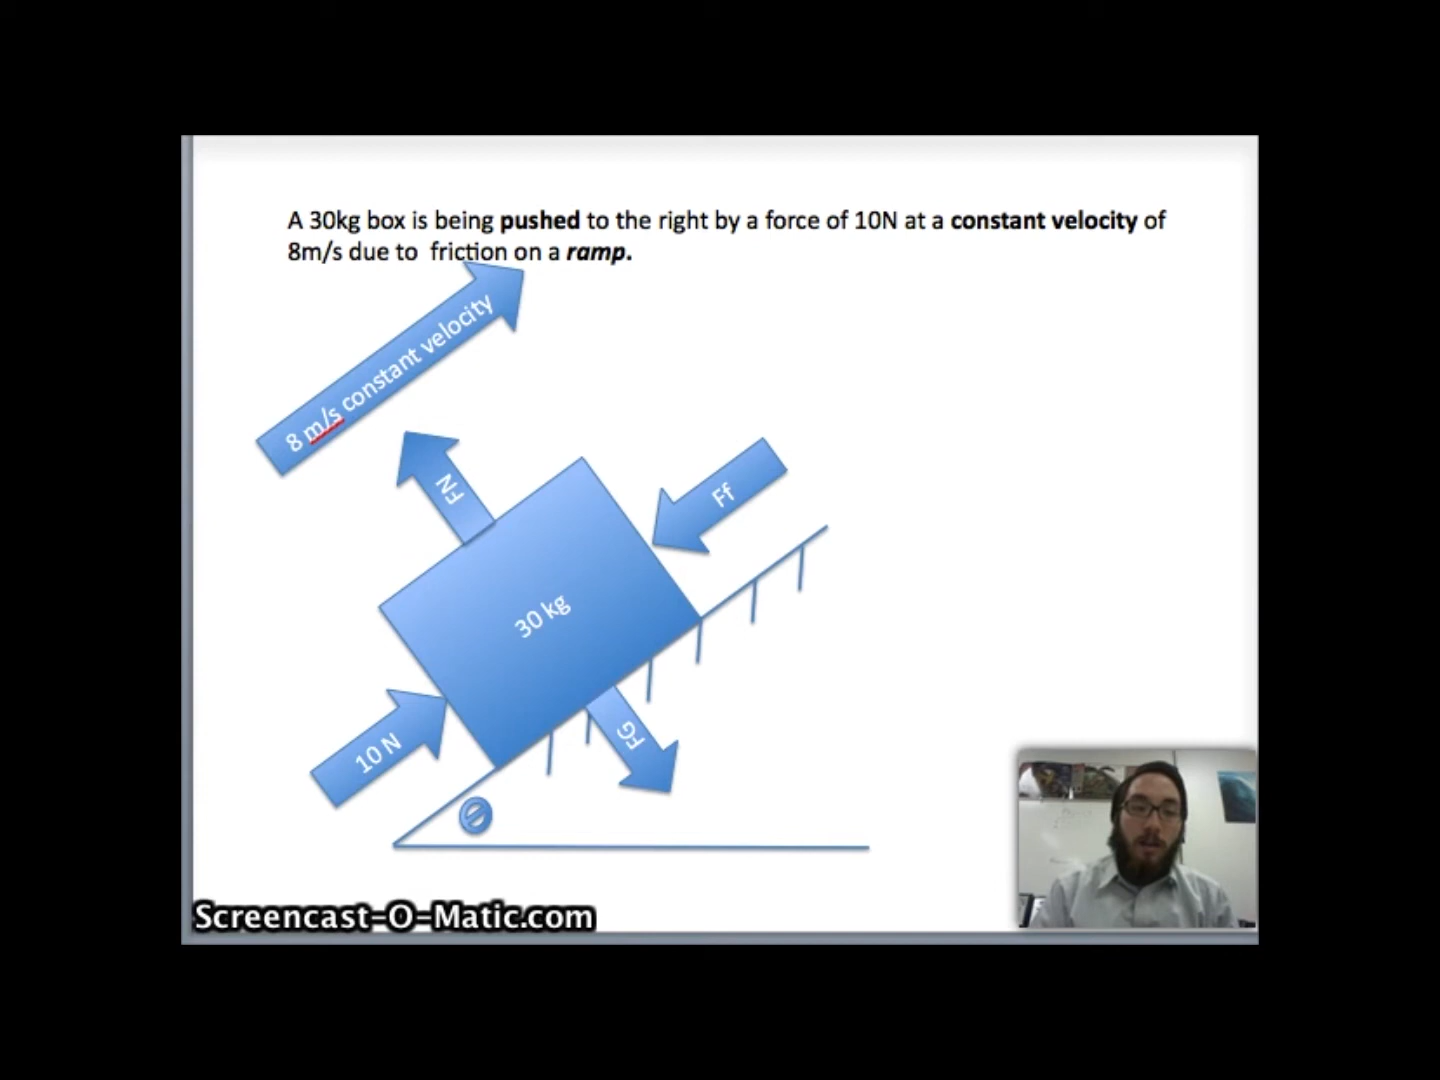 A 30kg box is being pushed to the right by a force of 10N at a constant velocity of
8m/s due to  friction on a ramp.
8 m/s constant velocity
FN
Ff
30 kg
10 N
FG
Θ
Screencast-O-Matic.com